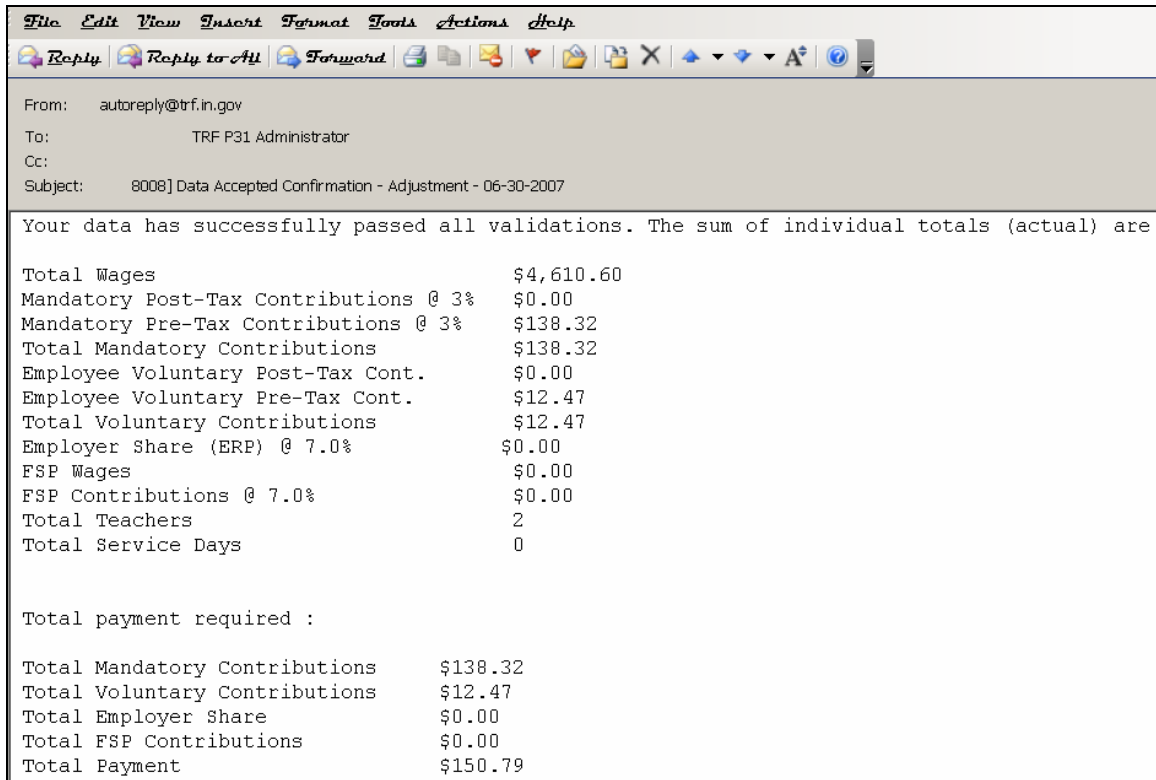 File Edit View Insert Format Tools Actions Help
Reply Reply to All Forward A
From: autoreply@trf.in.gov
To: TRF P31 Administrator
Cc:
Subject: 8008] Data Accepted Confirmation - Adjustment - 06-30-2007
Your data has successfully passed all validations. The sum of individual totals (actual) are
Total Wages $4,610.60
Mandatory Post-Tax Contributions @ 3% $0.00
Mandatory Pre-Tax Contributions @ 3% $138.32
Total Mandatory Contributions $138.32
Employee Voluntary Post-Tax Cont. $0.00
Employee Voluntary Pre-Tax Cont. $12.47
Total Voluntary Contributions $12.47
Employer Share (ERP) @ 7.0% $0.00
FSP Wages $0.00
FSP Contributions @ 7.0% $0.00
Total Teachers 2
Total Service Days 0
Total payment required :
Total Mandatory Contributions $138.32
Total Voluntary Contributions $12.47
Total Employer Share $0.00
Total FSP Contributions $0.00
Total Payment $150.79